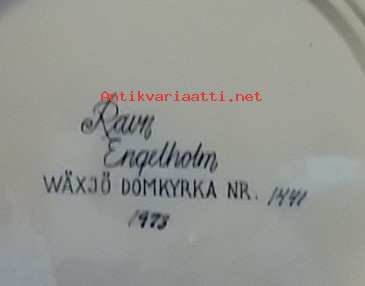 Antikvariaatti.net
Ravn
Engelholm
WÄXJÖ DOMKYRKA NR. 1441
1973